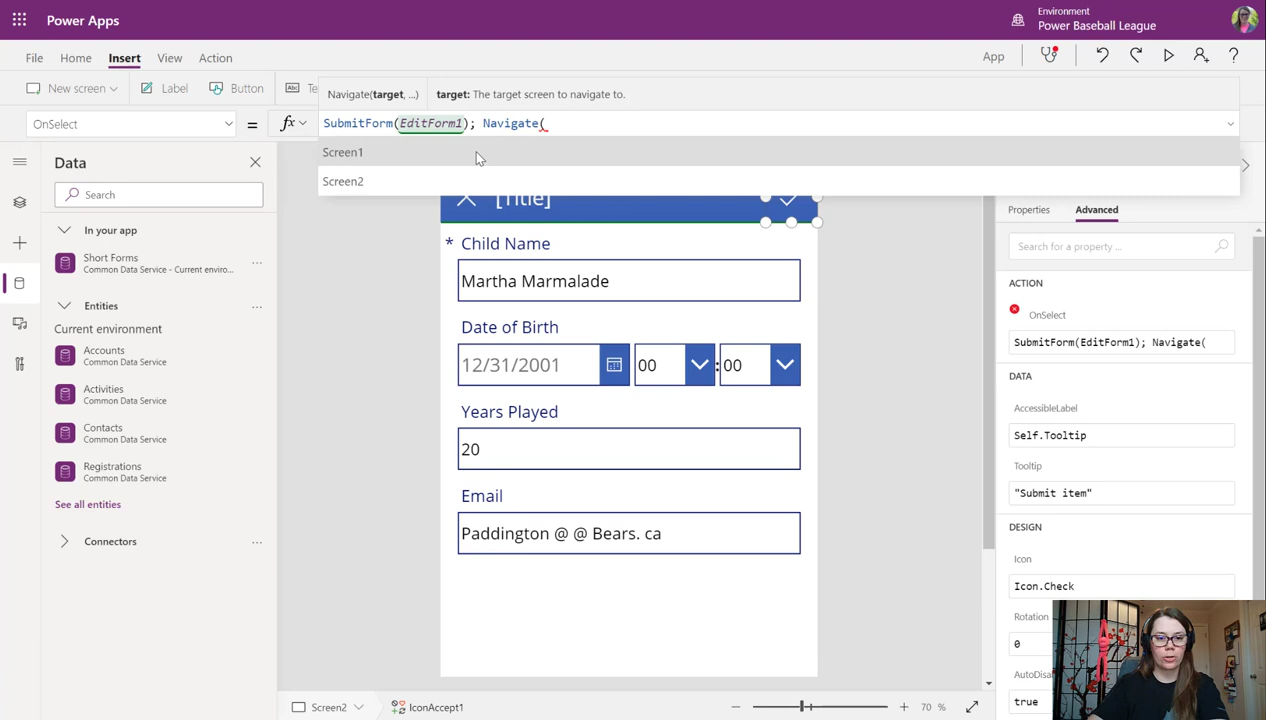 Power Apps
Environment
Power Baseball League
File
Home
Insert
View
Action
App
New screen
Label
Button
Navigate(target, ...)
target: The target screen to navigate to.
OnSelect
=
fx
SubmitForm(EditForm1); Navigate(
Screen1
Screen2
Data
Search
In your app
Short Forms
Common Data Service - Current enviro...
Entities
Current environment
Accounts
Common Data Service
Activities
Common Data Service
Contacts
Common Data Service
Registrations
Common Data Service
See all entities
Connectors
[Title]
* Child Name
Martha Marmalade
Date of Birth
12/31/2001
00
:
00
Years Played
20
Email
Paddington @ @ Bears. ca
Properties
Advanced
Search for a property ...
ACTION
OnSelect
SubmitForm(EditForm1); Navigate(
DATA
AccessibleLabel
Self.Tooltip
Tooltip
"Submit item"
DESIGN
Icon
Icon.Check
Rotation
0
AutoDisa
true
Screen2
IconAccept1
70 %